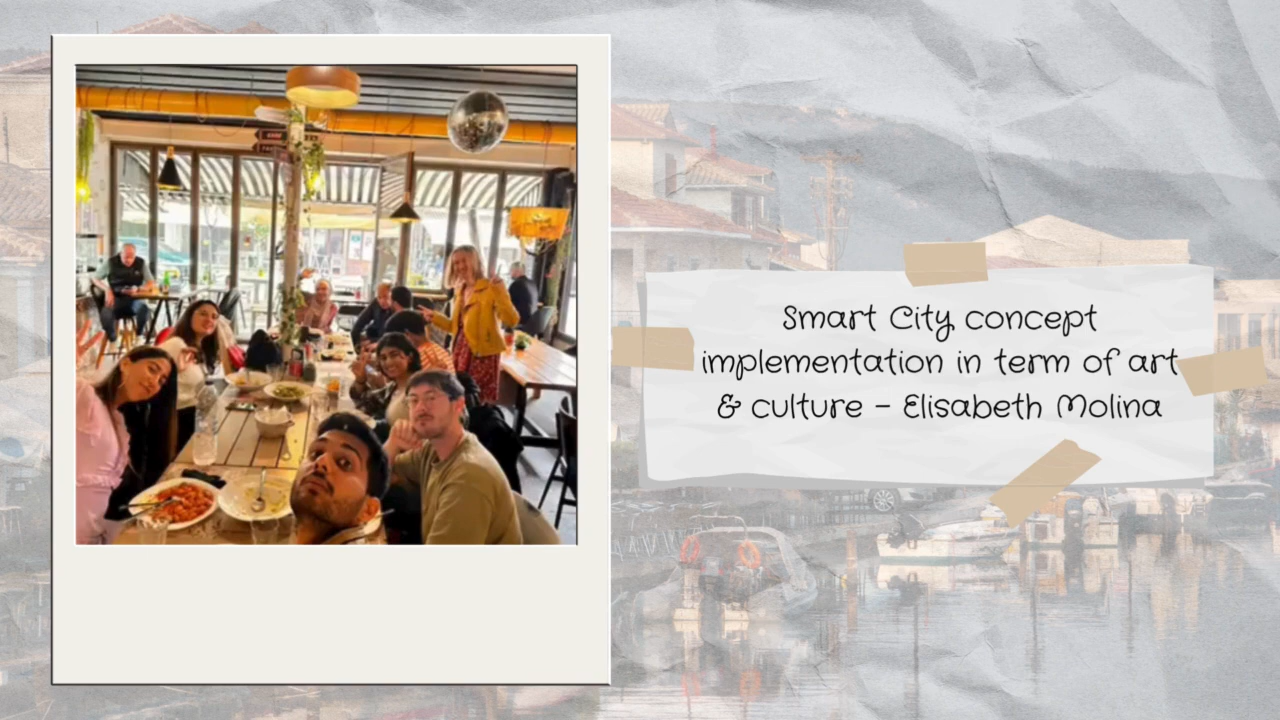 Smart City concept
implementation in term of art
& culture - Elisabeth Molina